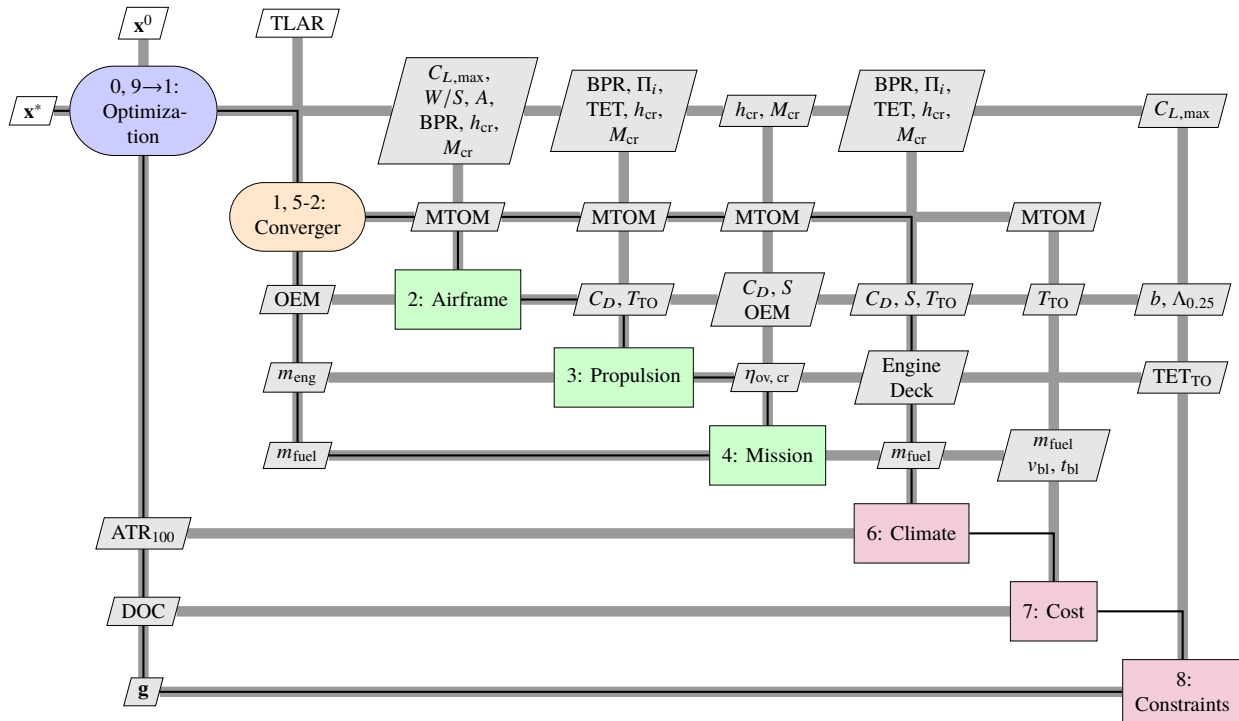 x⁰
TLAR
x*
0, 9→1:
Optimiza-
tion
C_L,max,
W/S, A,
BPR, h_cr,
M_cr
BPR, Π_i,
TET, h_cr,
M_cr
h_cr, M_cr
BPR, Π_i,
TET, h_cr,
M_cr
C_L,max
1, 5-2:
Converger
MTOM
MTOM
MTOM
MTOM
OEM
2: Airframe
C_D, T_TO
C_D, S
OEM
C_D, S, T_TO
T_TO
b, Λ_0.25
m_eng
3: Propulsion
η_ov, cr
Engine
Deck
TET_TO
m_fuel
4: Mission
m_fuel
m_fuel
v_bl, t_bl
ATR_100
6: Climate
DOC
7: Cost
g
8:
Constraints